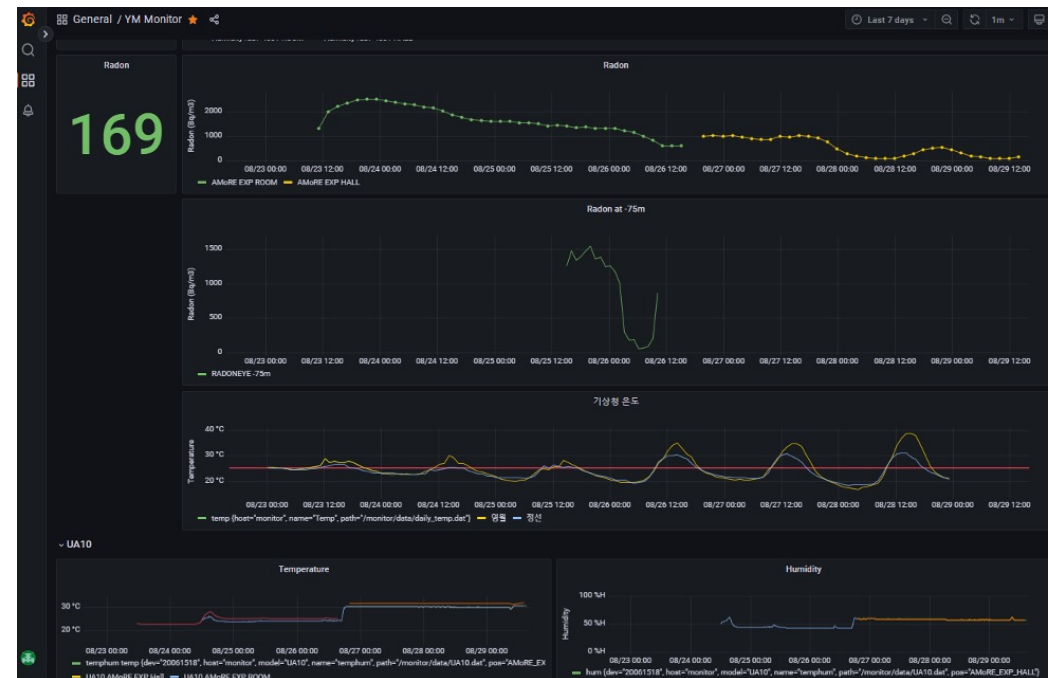 General / YM Monitor
Last 7 days
1m
Radon
169
Radon
Radon (Bq/m3)
2000
1000
0
08/23 00:00 08/23 12:00 08/24 00:00 08/24 12:00 08/25 00:00 08/25 12:00 08/26 00:00 08/26 12:00 08/27 00:00 08/27 12:00 08/28 00:00 08/28 12:00 08/29 00:00 08/29 12:00
AMoRE EXP ROOM AMoRE EXP HALL
Radon at -75m
Radon (Bq/m3)
1500
1000
500
0
08/23 00:00 08/23 12:00 08/24 00:00 08/24 12:00 08/25 00:00 08/25 12:00 08/26 00:00 08/26 12:00 08/27 00:00 08/27 12:00 08/28 00:00 08/28 12:00 08/29 00:00 08/29 12:00
RADONEYE -75m
기상청 온도
Temperature
40 °C
30 °C
20 °C
08/23 00:00 08/23 12:00 08/24 00:00 08/24 12:00 08/25 00:00 08/25 12:00 08/26 00:00 08/26 12:00 08/27 00:00 08/27 12:00 08/28 00:00 08/28 12:00 08/29 00:00 08/29 12:00
temp {host="monitor", name="Temp", path="/monitor/data/daily_temp.dat"} 영월 정선
UA10
Temperature
30 °C
20 °C
08/23 00:00 08/24 00:00 08/25 00:00 08/26 00:00 08/27 00:00 08/28 00:00 08/29 00:00
temphum temp {dev="20061518", host="monitor", model="UA10", name="temphum", path="/monitor/data/UA10.dat", pos="AMoRE_EX
UA10 AMoRE EXP Hall UA10 AMoRE EXP ROOM
Humidity
Humidity
100 %H
50 %H
0 %H
08/23 00:00 08/24 00:00 08/25 00:00 08/26 00:00 08/27 00:00 08/28 00:00 08/29 00:00
hum {dev="20061518", host="monitor", model="UA10", name="temphum", path="/monitor/data/UA10.dat", pos="AMoRE_EXP_HALL"}